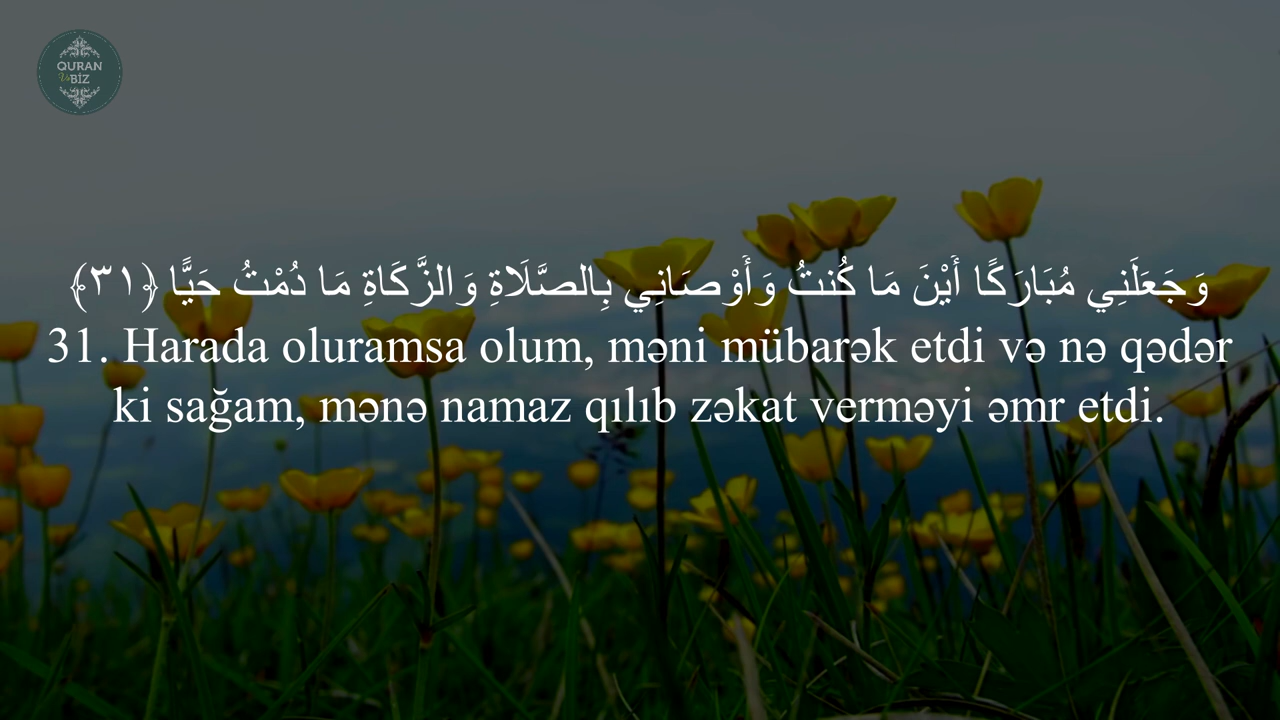 QURAN
Və BİZ
وَجَعَلَنِي مُبَارَكًا أَيْنَ مَا كُنتُ وَأَوْصَانِي بِالصَّلَاةِ وَالزَّكَاةِ مَا دُمْتُ حَيًّا ﴿٣١﴾
31. Harada oluramsa olum, məni mübarək etdi və nə qədər
ki sağam, mənə namaz qılıb zəkat verməyi əmr etdi.